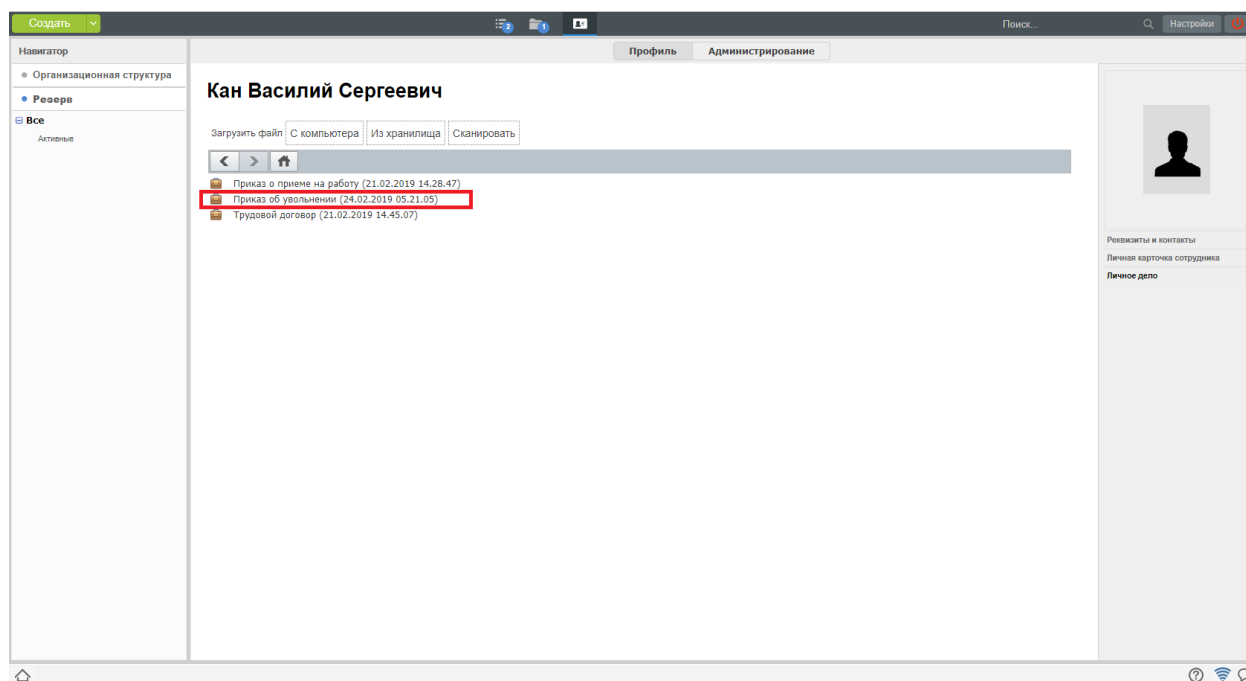 Создать
2
1
Поиск...
Настройки
Навигатор
Профиль Администрирование
Организационная структура
Резерв
Все
Активные
Кан Василий Сергеевич
Загрузить файл С компьютера Из хранилища Сканировать
Приказ о приеме на работу (21.02.2019 14.28.47)
Приказ об увольнении (24.02.2019 05.21.05)
Трудовой договор (21.02.2019 14.45.07)
Реквизиты и контакты
Личная карточка сотрудника
Личное дело